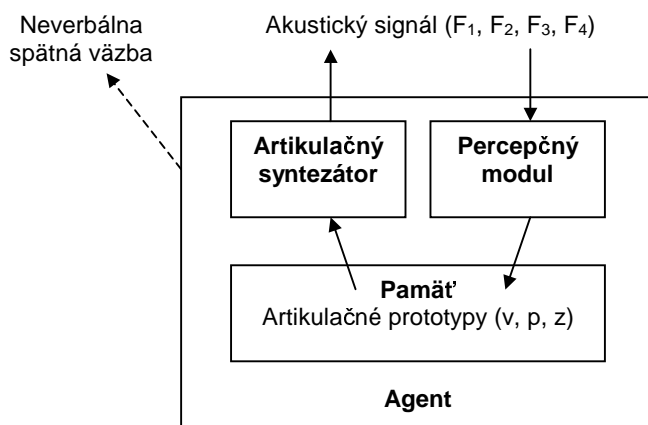 Neverbálna
spätná väzba
Akustický signál (F₁, F₂, F₃, F₄)
Artikulačný
syntezátor
Percepčný
modul
Pamäť
Artikulačné prototypy (v, p, z)
Agent